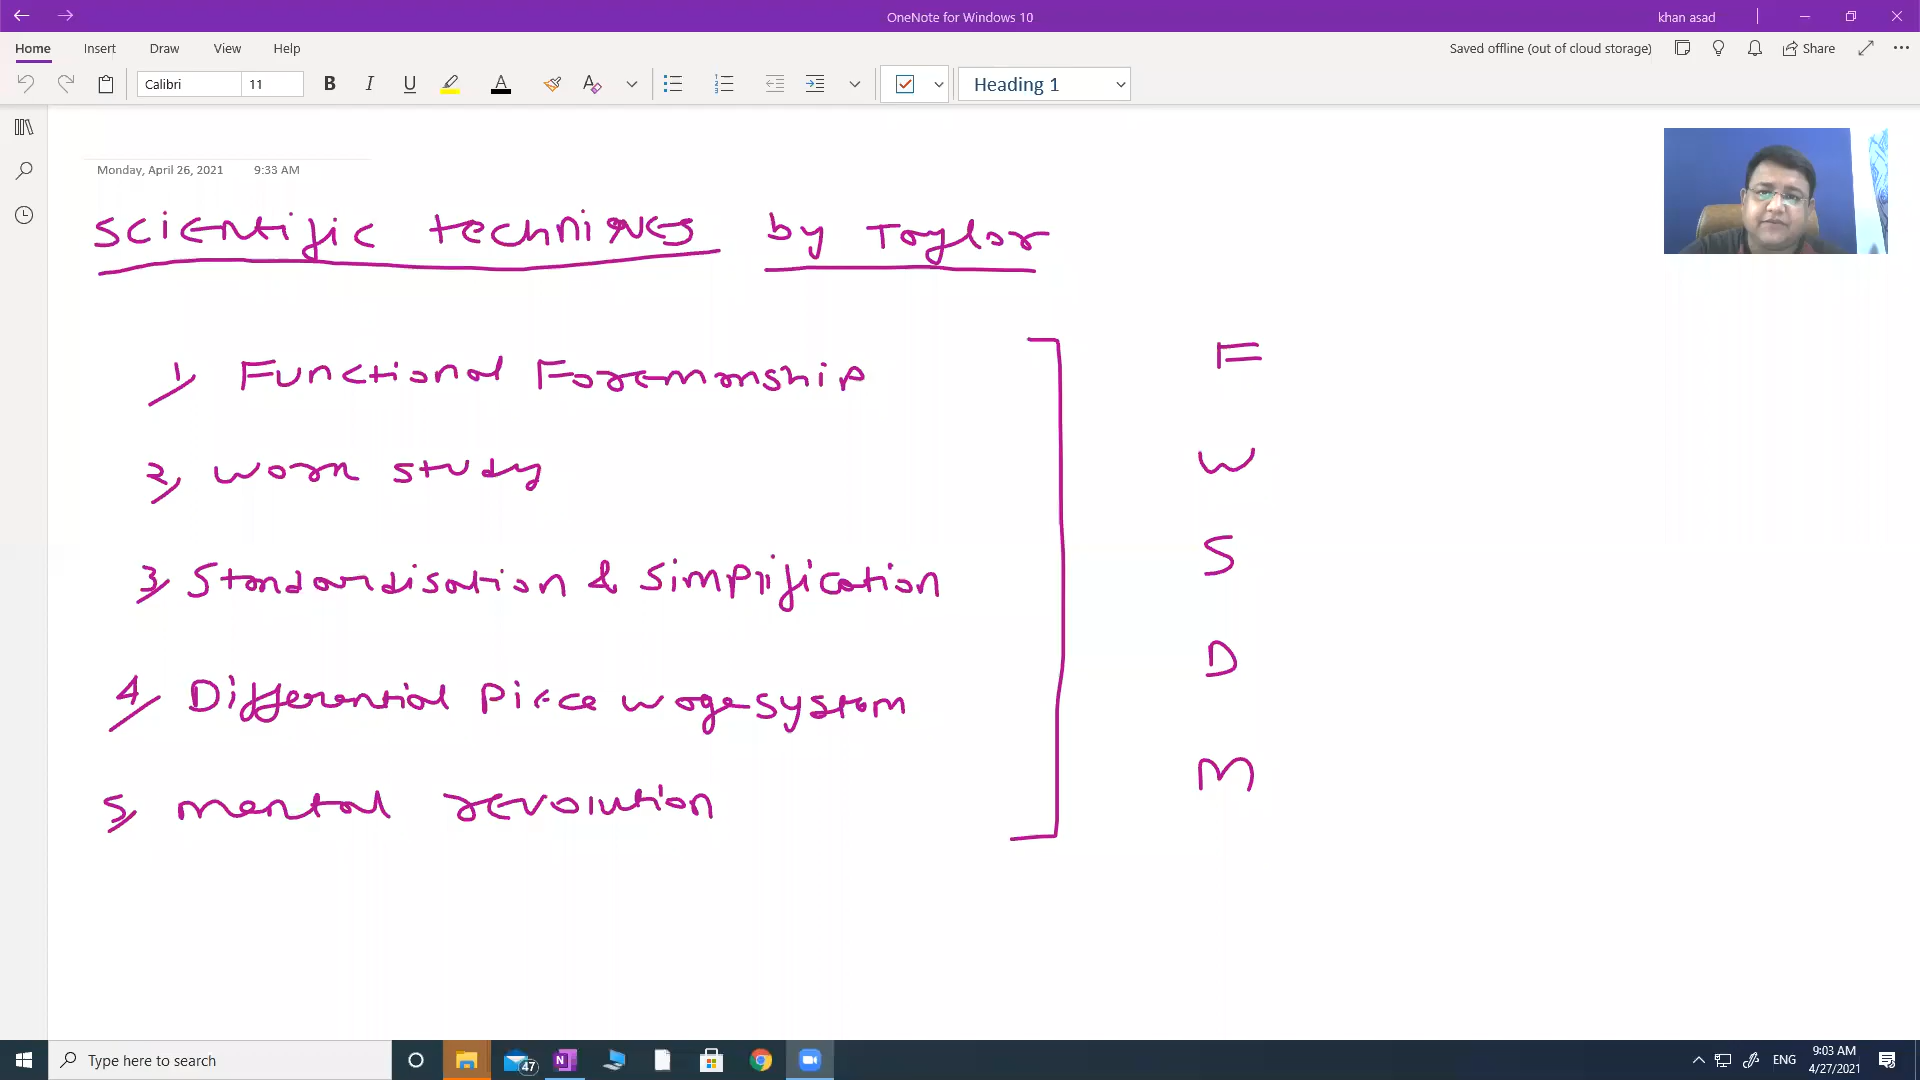 OneNote for Windows 10
khan asad
Home Insert Draw View Help
Saved offline (out of cloud storage)
Share
Calibri 11 B I U A A Heading 1
Monday, April 26, 2021 9:33 AM
Scientific techniques by Taylor
1, Functional Foremanship
2, Work study
3, Standardisation & Simplification
4, Differential Piece wage system
5, mental revolution
F
W
S
D
M
Type here to search
47
ENG
9:03 AM
4/27/2021